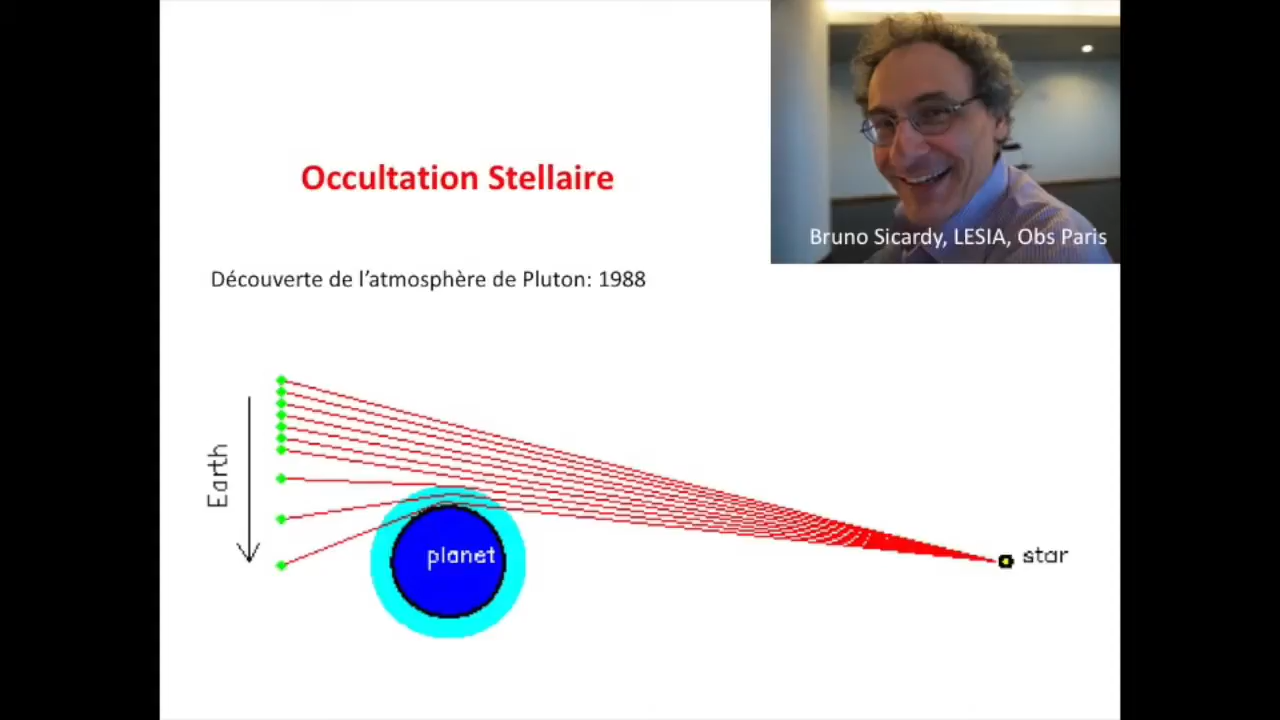 Occultation Stellaire
Bruno Sicardy, LESIA, Obs Paris
Découverte de l'atmosphère de Pluton: 1988
Earth
planet
star